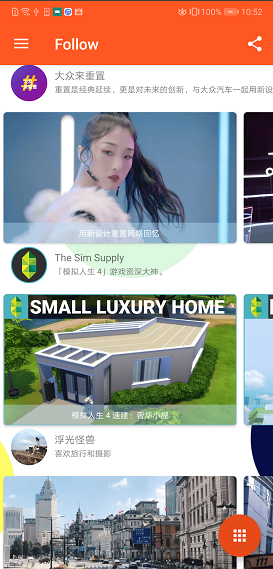 100% 10:52
Follow
#
大众来重置
重置是经典延续，更是对未来的创新，与大众汽车一起用新设
用新设计重置网络回忆
The Sim Supply
「模拟人生 4」游戏资深大神。
SMALL LUXURY HOME
模拟人生 4 速建：奢华小屋
浮光怪兽
喜欢旅行和摄影